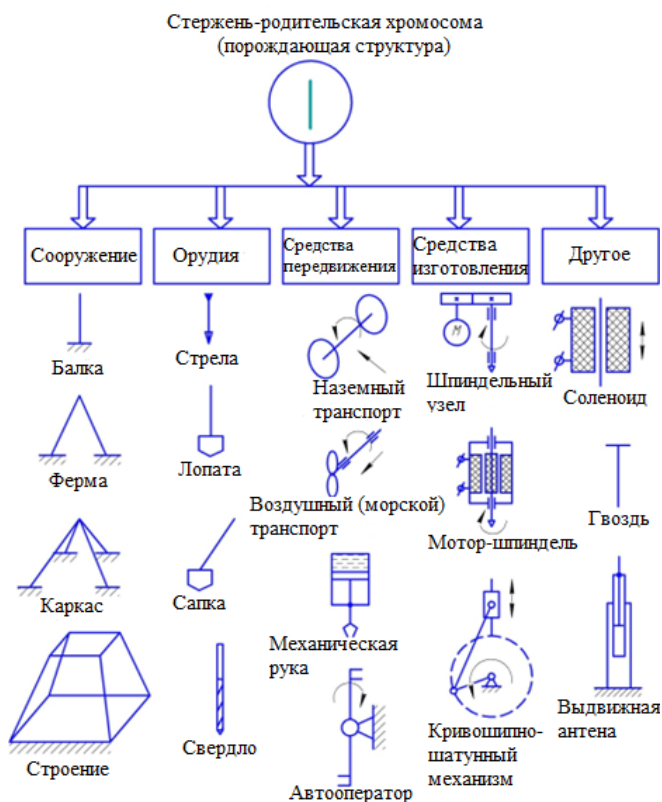 Стержень-родительская хромосома
(порождающая структура)
Сооружение
Орудия
Средства
передвижения
Средства
изготовления
Другое
Балка
Ферма
Каркас
Строение
Стрела
Лопата
Сапка
Свердло
Наземный
транспорт
Воздушный (морской)
транспорт
Механическая
рука
Автооператор
М
Шпиндельный
узел
Мотор-шпиндель
Кривошипно-
шатунный
механизм
Соленоид
Гвоздь
Выдвижная
антена